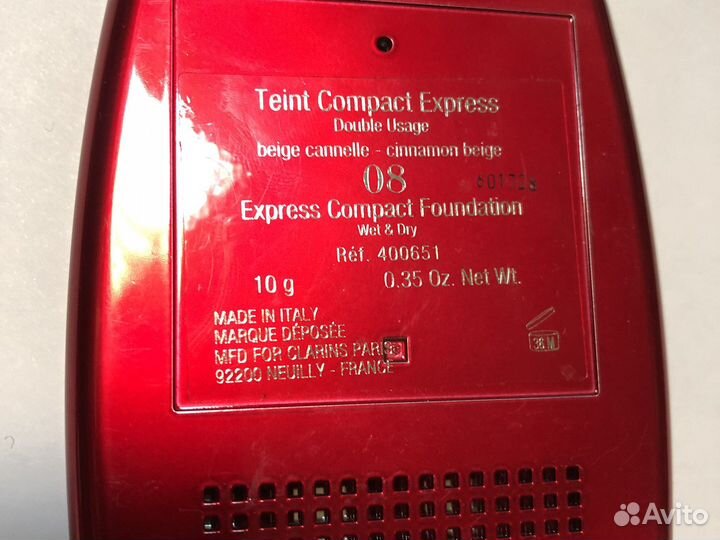 Teint Compact Express
Double Usage
beige cannelle - cinnamon beige
08
Express Compact Foundation
Wet & Dry
Réf. 400651
10 g 0.35 Oz. Net Wt.
MADE IN ITALY
MARQUE DÉPOSÉE
MFD FOR CLARINS PARIS
92200 NEUILLY - FRANCE
36 M
Avito